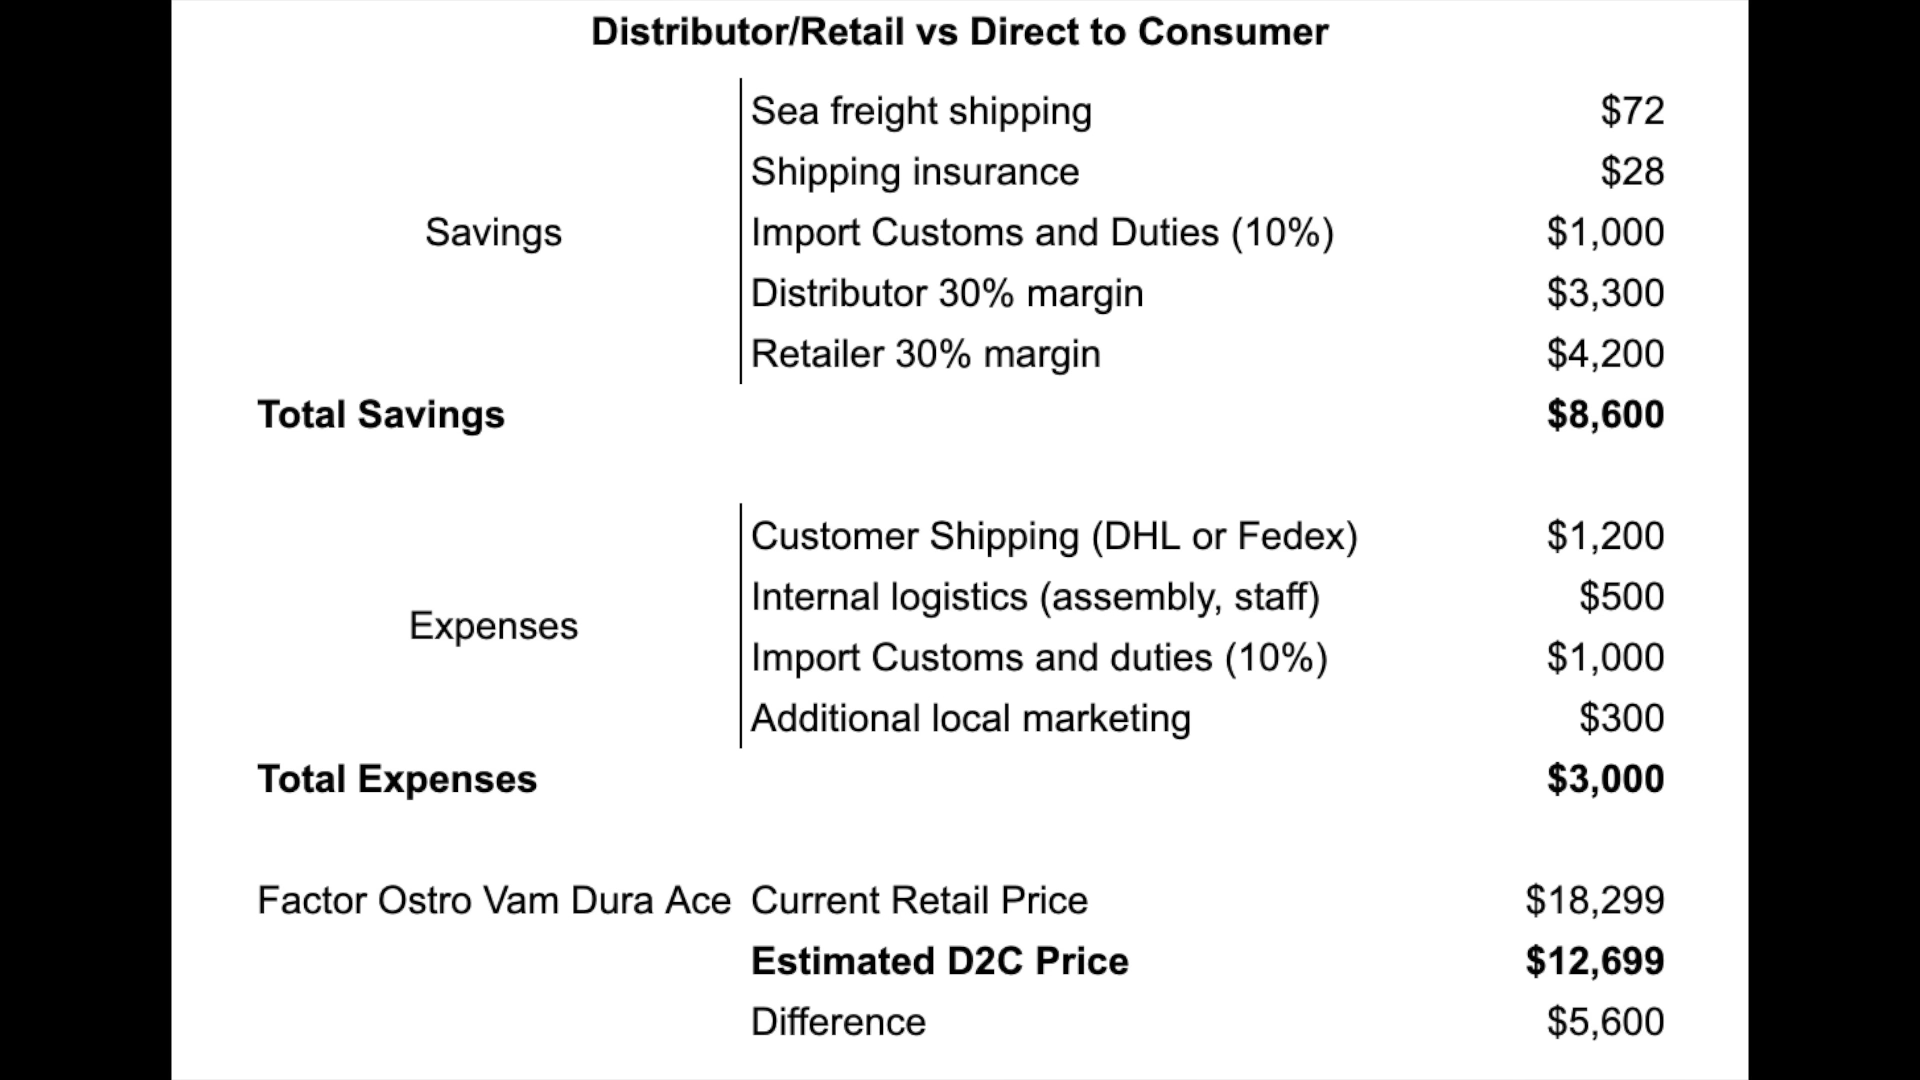 Distributor/Retail vs Direct to Consumer
Sea freight shipping $72
Shipping insurance $28
Savings Import Customs and Duties (10%) $1,000
Distributor 30% margin $3,300
Retailer 30% margin $4,200
Total Savings $8,600
Customer Shipping (DHL or Fedex) $1,200
Internal logistics (assembly, staff) $500
Expenses
Import Customs and duties (10%) $1,000
Additional local marketing $300
Total Expenses $3,000
Factor Ostro Vam Dura Ace Current Retail Price $18,299
Estimated D2C Price $12,699
Difference $5,600